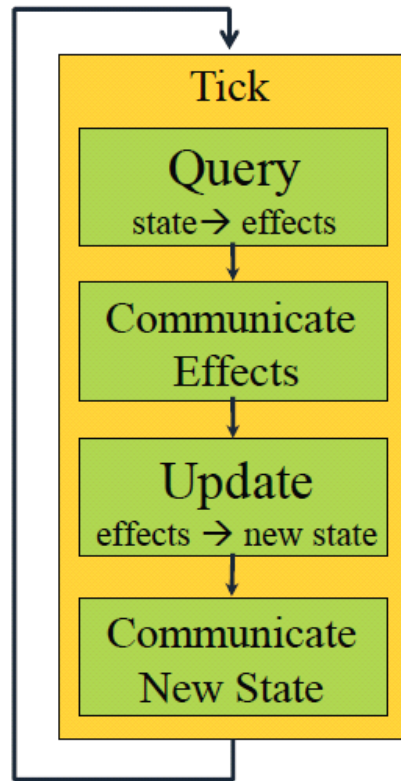 Tick
Query
state → effects
Communicate
Effects
Update
effects → new state
Communicate
New State